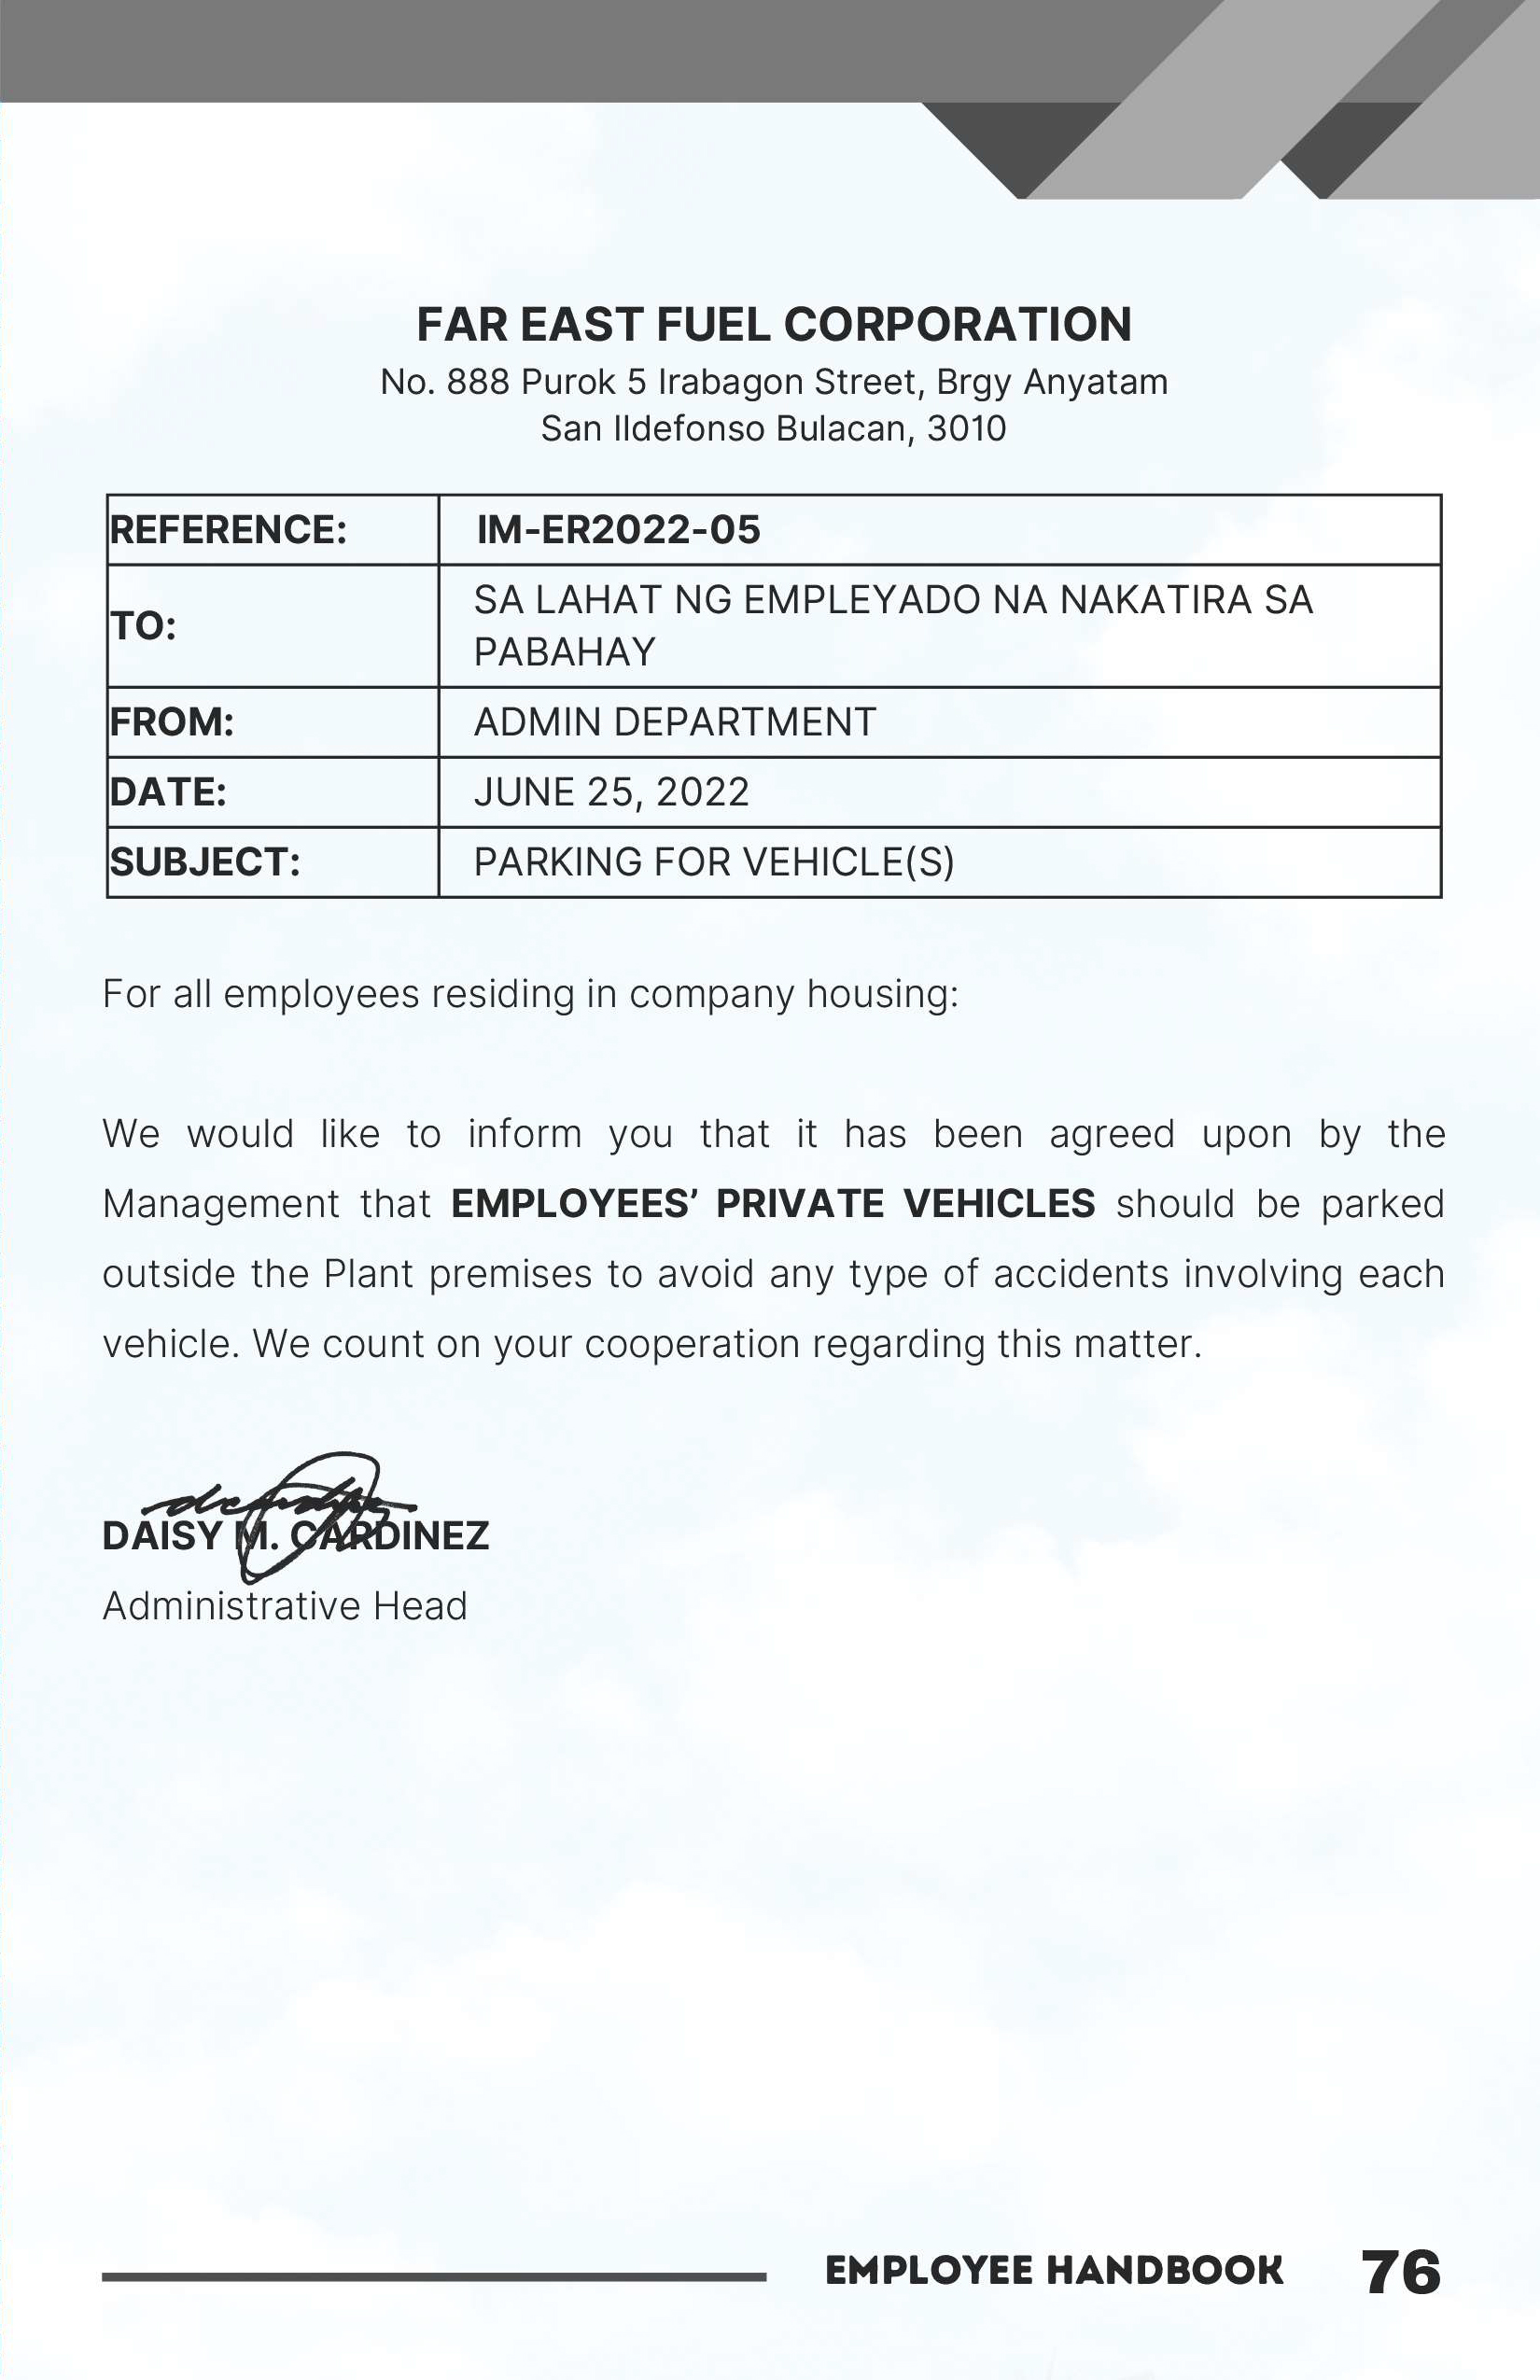 FAR EAST FUEL CORPORATION
No. 888 Purok 5 Irabagon Street, Brgy Anyatam
San Ildefonso Bulacan, 3010
REFERENCE: IM-ER2022-05
TO: SA LAHAT NG EMPLEYADO NA NAKATIRA SA
PABAHAY
FROM: ADMIN DEPARTMENT
DATE: JUNE 25, 2022
SUBJECT: PARKING FOR VEHICLE(S)
For all employees residing in company housing:
We would like to inform you that it has been agreed upon by the
Management that EMPLOYEES’ PRIVATE VEHICLES should be parked
outside the Plant premises to avoid any type of accidents involving each
vehicle. We count on your cooperation regarding this matter.
DAISY M. CARDINEZ
Administrative Head
EMPLOYEE HANDBOOK 76